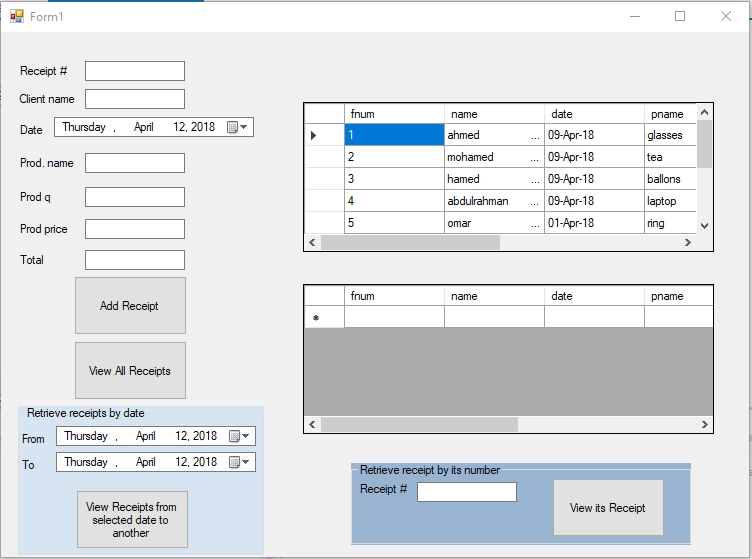 Form1
Receipt #
Client name
Date Thursday , April 12, 2018
Prod. name
Prod q
Prod price
Total
Add Receipt
View All Receipts
Retrieve receipts by date
From Thursday , April 12, 2018
To Thursday , April 12, 2018
View Receipts from
selected date to
another
fnum name date pname
1 ahmed ... 09-Apr-18 glasses
2 mohamed ... 09-Apr-18 tea
3 hamed ... 09-Apr-18 ballons
4 abdulrahman ... 09-Apr-18 laptop
5 omar ... 01-Apr-18 ring
fnum name date pname
Retrieve receipt by its number
Receipt #
View its Receipt